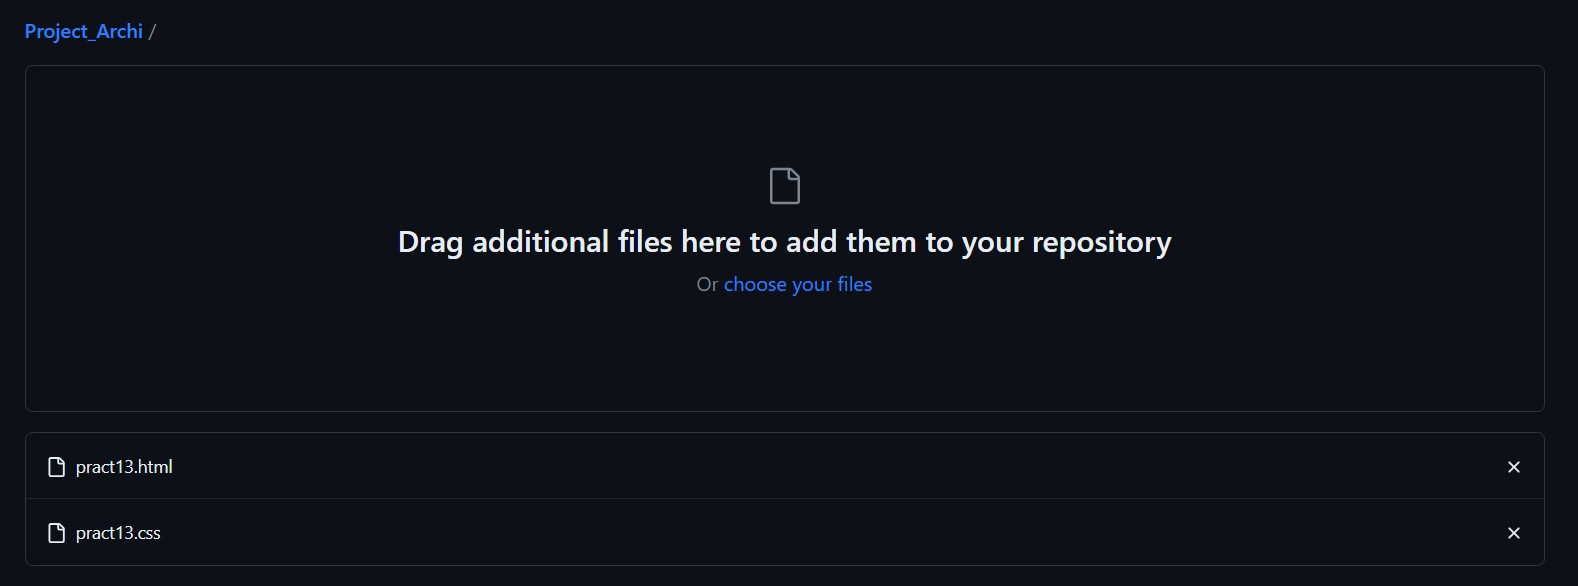 Project_Archi /
Drag additional files here to add them to your repository
Or choose your files
pract13.html
pract13.css